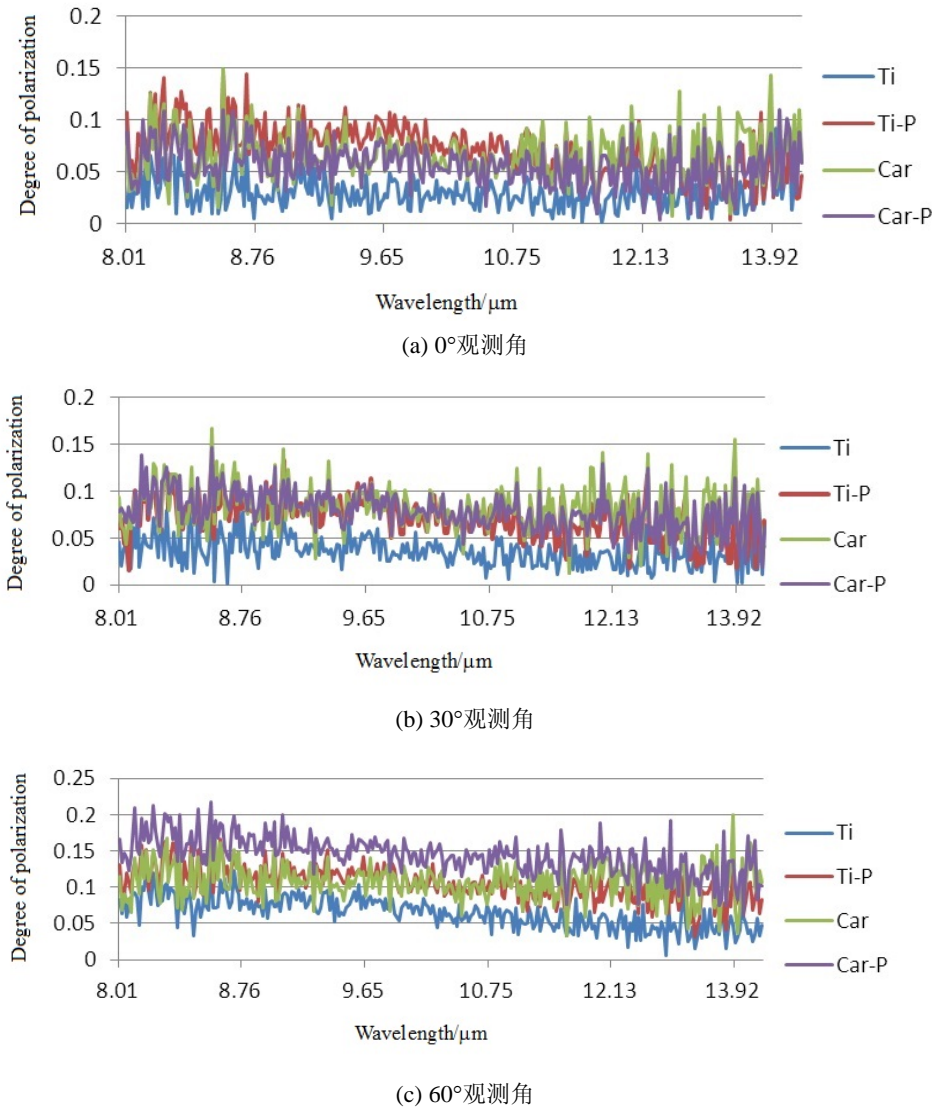 0.2
0.15
0.1
0.05
0
Degree of polarization
8.01 8.76 9.65 10.75 12.13 13.92
Wavelength/μm
Ti
Ti-P
Car
Car-P
(a) 0°观测角
0.2
0.15
0.1
0.05
0
Degree of polarization
8.01 8.76 9.65 10.75 12.13 13.92
Wavelength/μm
Ti
Ti-P
Car
Car-P
(b) 30°观测角
0.25
0.2
0.15
0.1
0.05
0
Degree of polarization
8.01 8.76 9.65 10.75 12.13 13.92
Wavelength/μm
Ti
Ti-P
Car
Car-P
(c) 60°观测角